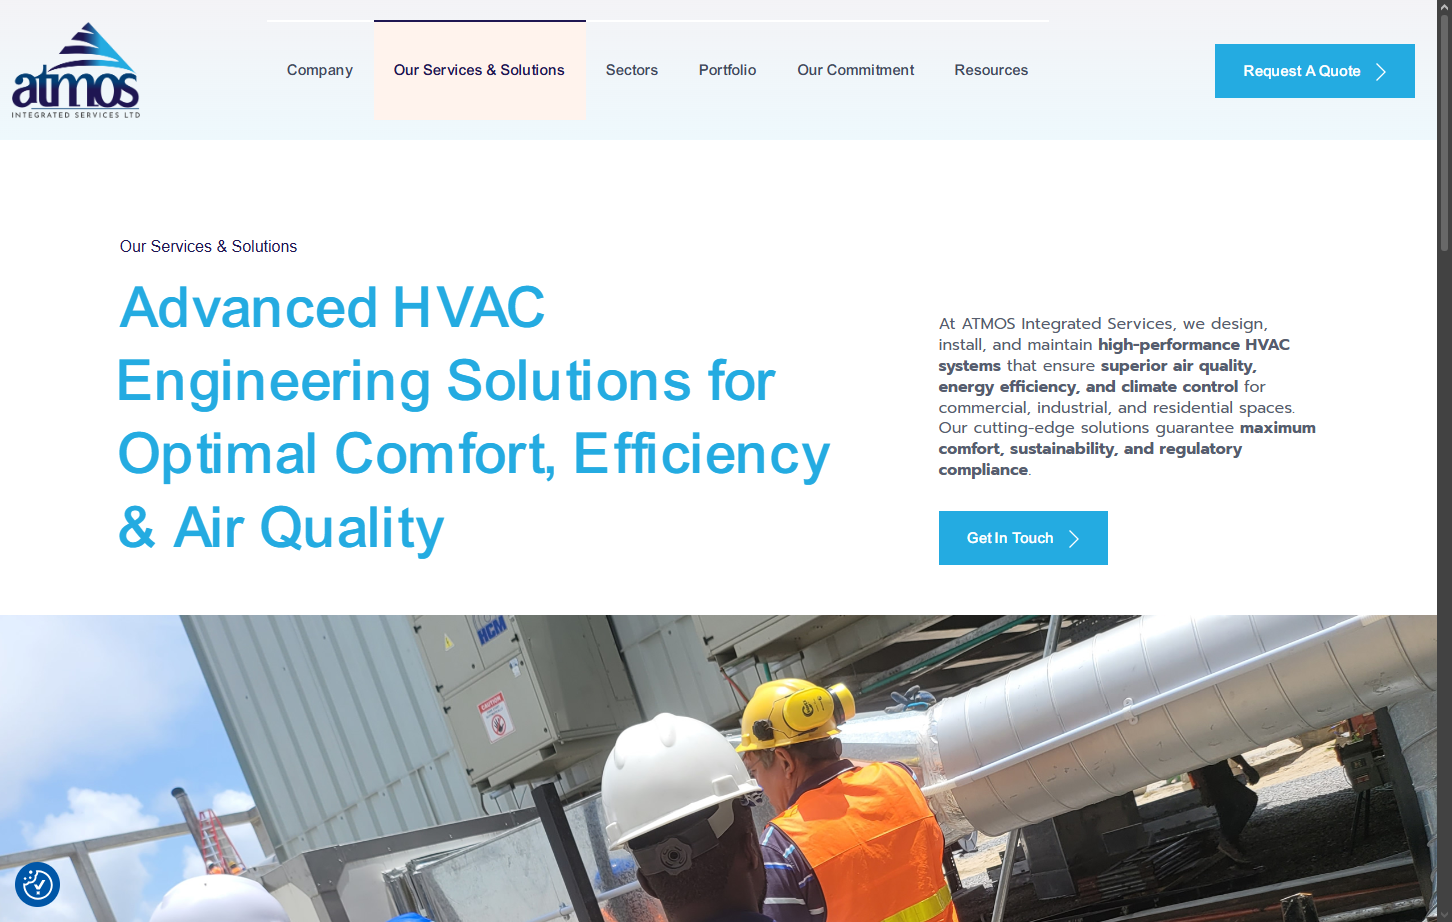 atmos
INTEGRATED SERVICES LTD
Company
Our Services & Solutions
Sectors
Portfolio
Our Commitment
Resources
Request A Quote
Our Services & Solutions
Advanced HVAC
Engineering Solutions for
Optimal Comfort, Efficiency
& Air Quality
At ATMOS Integrated Services, we design,
install, and maintain high-performance HVAC
systems that ensure superior air quality,
energy efficiency, and climate control for
commercial, industrial, and residential spaces.
Our cutting-edge solutions guarantee maximum
comfort, sustainability, and regulatory
compliance.
Get In Touch
HCM
CAUTION